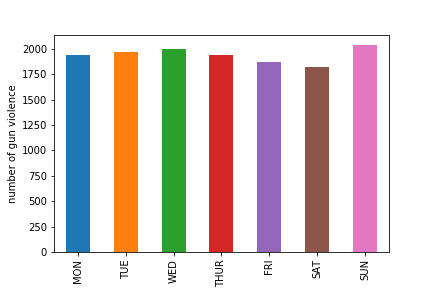 number of gun violence
2000
1750
1500
1250
1000
750
500
250
0
MON
TUE
WED
THUR
FRI
SAT
SUN